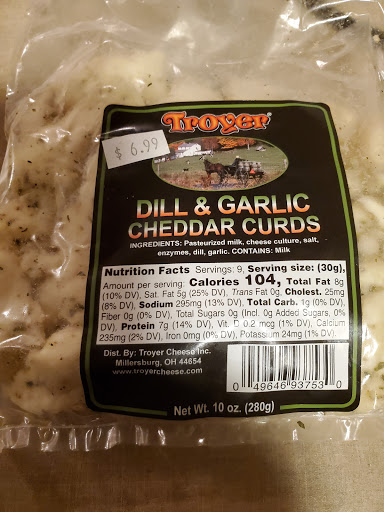 Troyer
$ 6.99
DILL & GARLIC
CHEDDAR CURDS
INGREDIENTS: Pasteurized milk, cheese culture, salt,
enzymes, dill, garlic. CONTAINS: Milk
Nutrition Facts Servings: 9, Serving size: (30g),
Amount per serving: Calories 104, Total Fat 8g
(10% DV), Sat. Fat 5g (25% DV), Trans Fat 0g, Cholest. 25mg
(8% DV), Sodium 295mg (13% DV), Total Carb. 1g (0% DV),
Fiber 0g (0% DV), Total Sugars 0g (Incl. 0g Added Sugars, 0%
DV), Protein 7g (14% DV), Vit. D 0.2 mcg (1% DV), Calcium
235mg (2% DV), Iron 0mg (0% DV), Potassium 24mg (1% DV).
Dist. By: Troyer Cheese Inc.
Millersburg, OH 44654
www.troyercheese.com
0 49646 93753 0
Net Wt. 10 oz. (280g)